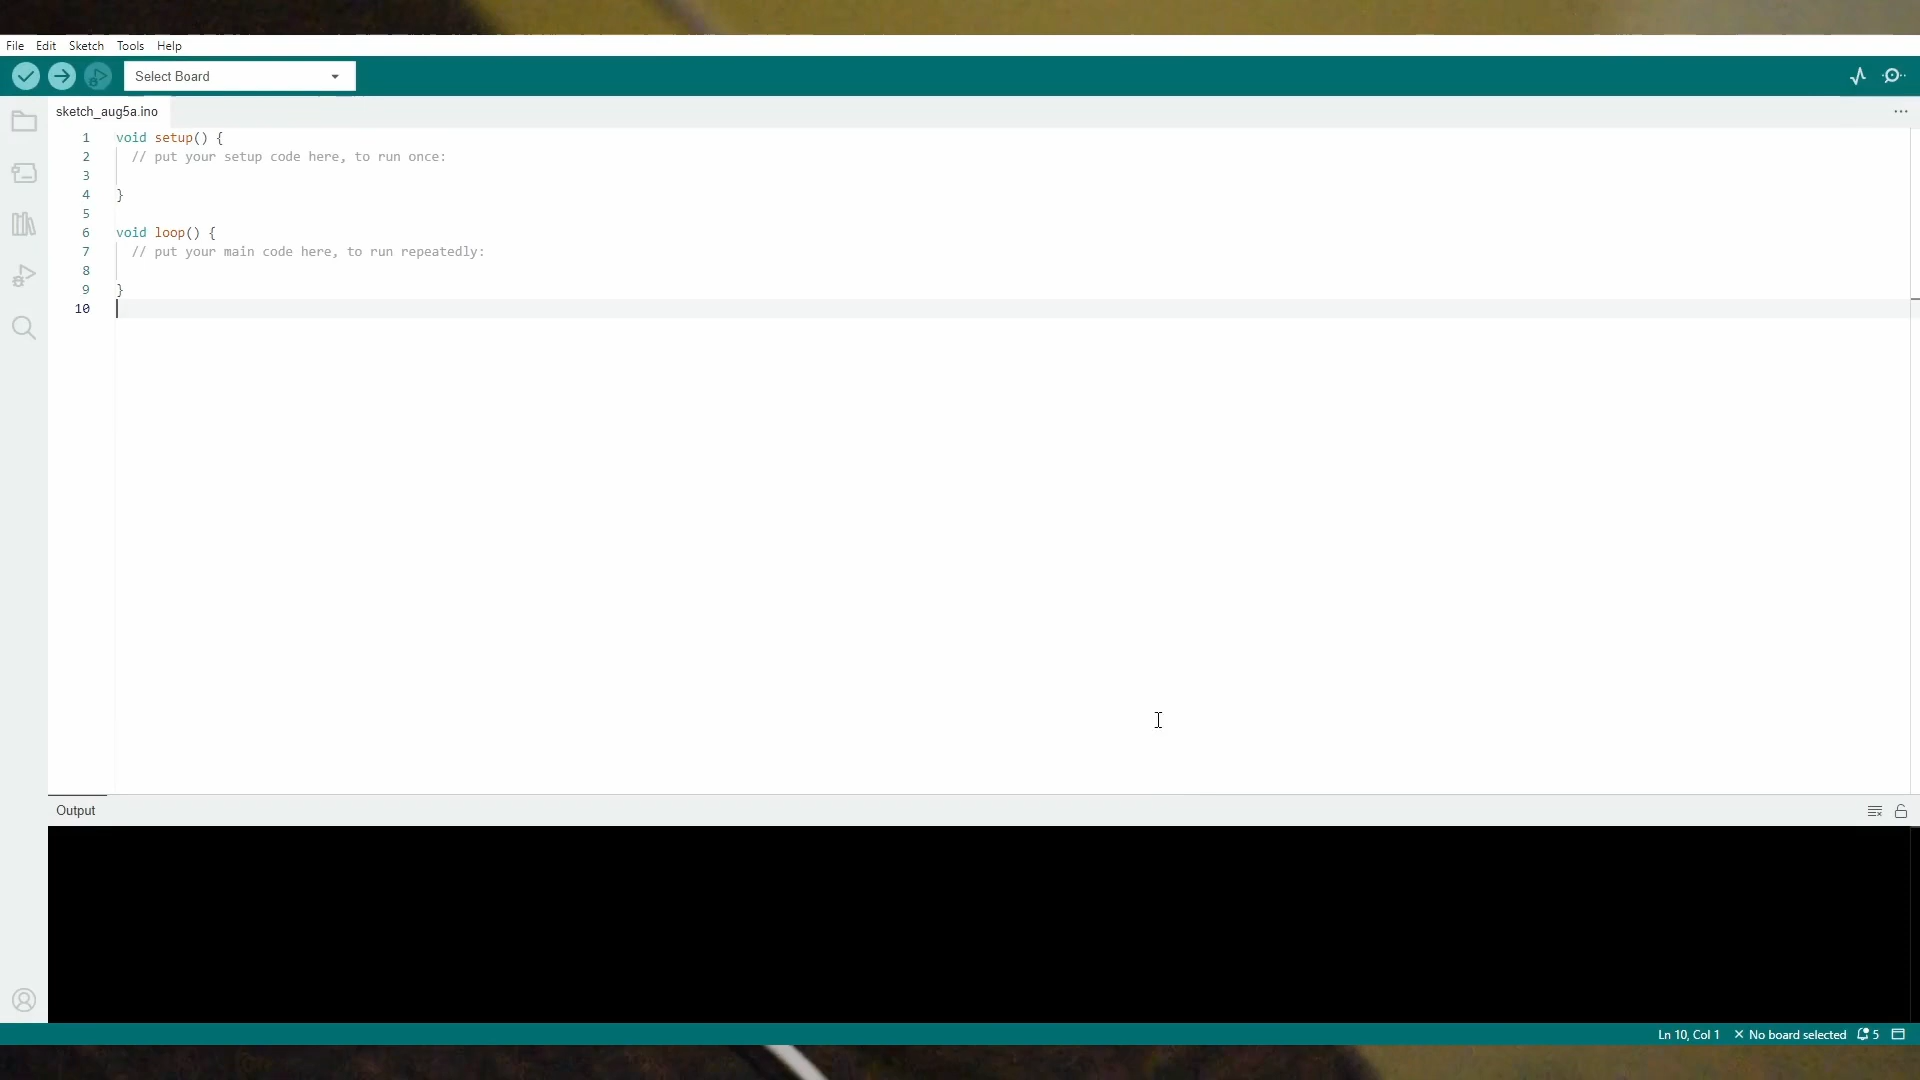 File Edit Sketch Tools Help
Select Board
sketch_aug5a.ino
1 void setup() {
2 // put your setup code here, to run once:
3
4 }
5
6 void loop() {
7 // put your main code here, to run repeatedly:
8
9 }
10
Output
Ln 10, Col 1 × No board selected 5